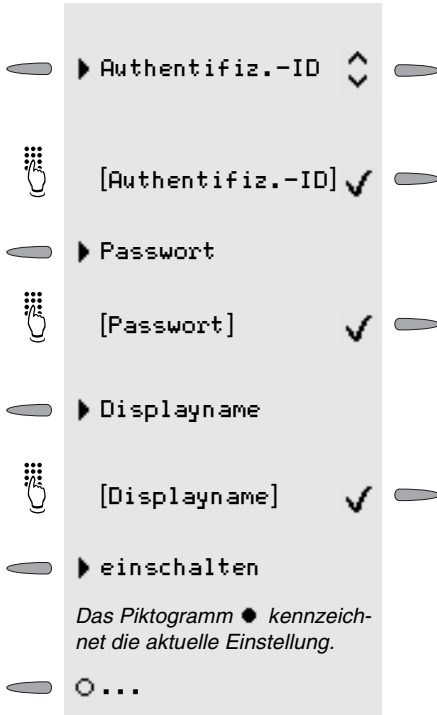 Authentifiz.-ID
[Authentifiz.-ID]
Passwort
[Passwort]
Displayname
[Displayname]
einschalten
Das Piktogramm ● kennzeich-
net die aktuelle Einstellung.
...